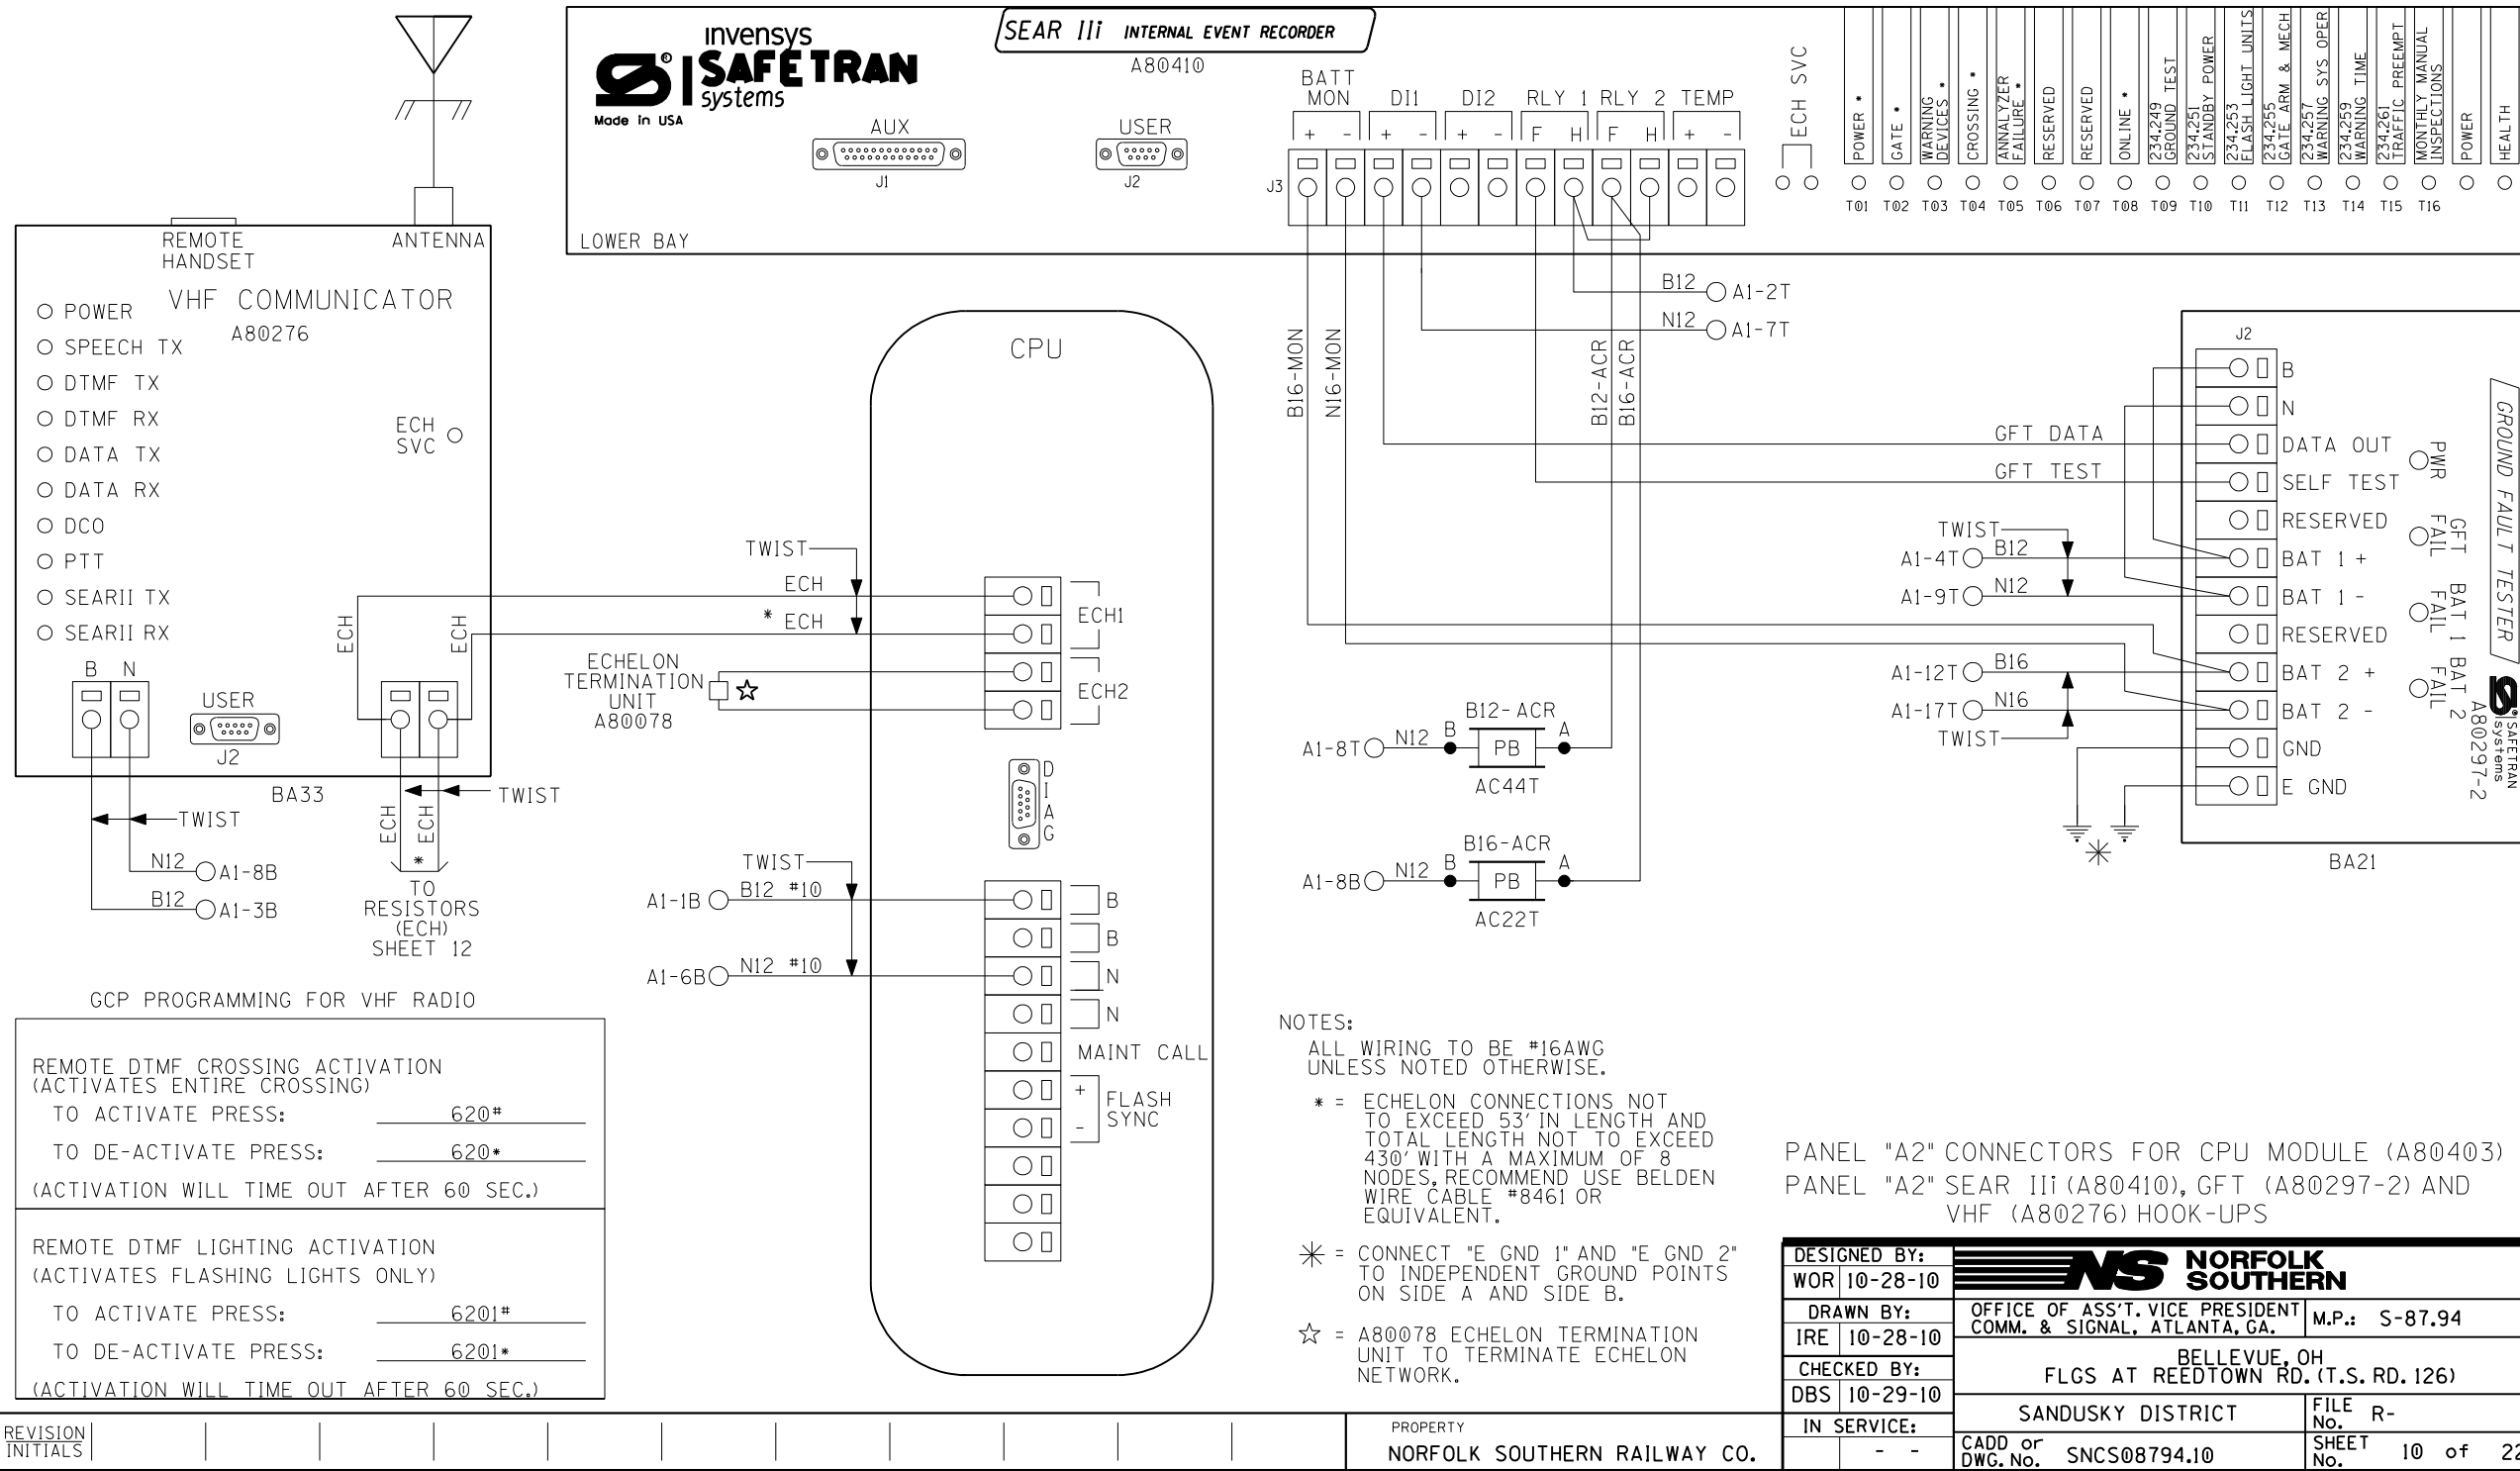 invensys
SAFETRAN
systems
®
Made in USA
SEAR IIi INTERNAL EVENT RECORDER
A80410
AUX
J1
USER
J2
LOWER BAY
BATT
MON
DI1
DI2
RLY 1
RLY 2
TEMP
+ - + - + - F H F H + -
J3
ECH SVC
POWER *
GATE *
WARNING
DEVICES *
CROSSING *
ANALYZER
FAILURE *
RESERVED
RESERVED
ONLINE *
234.249
GROUND TEST
234.251
STANDBY POWER
234.253
FLASH LIGHT UNITS
234.255
GATE ARM & MECH
234.257
WARNING SYS OPER
234.259
WARNING TIME
234.261
TRAFFIC PREEMPT
MONTHLY MANUAL
INSPECTIONS
POWER
HEALTH
T01 T02 T03 T04 T05 T06 T07 T08 T09 T10 T11 T12 T13 T14 T15 T16
REMOTE
HANDSET
ANTENNA
VHF COMMUNICATOR
A80276
POWER
SPEECH TX
DTMF TX
DTMF RX
DATA TX
DATA RX
DCO
PTT
SEARII TX
SEARII RX
ECH
SVC
B N
USER
J2
ECH
ECH
BA33
TWIST
TWIST
ECH
ECH
*
N12 A1-8B
B12 A1-3B
TO
RESISTORS
(ECH)
SHEET 12
CPU
TWIST
ECH
* ECH
ECH1
ECHELON
TERMINATION
UNIT
A80078
☆
ECH2
DIAG
TWIST
A1-1B B12 #10
A1-6B N12 #10
B
B
N
N
MAINT CALL
+
-
FLASH
SYNC
B12 A1-2T
N12 A1-7T
B16-MON
N16-MON
B12-ACR
B16-ACR
GFT DATA
GFT TEST
TWIST
A1-4T B12
A1-9T N12
A1-12T B16
A1-17T N16
TWIST
B12- ACR
A1-8T N12 B PB A
AC44T
B16-ACR
A1-8B N12 B PB A
AC22T
J2
B
N
DATA OUT
SELF TEST
RESERVED
BAT 1 +
BAT 1 -
RESERVED
BAT 2 +
BAT 2 -
GND
E GND
PWR
GFT
FAIL
BAT 1
FAIL
BAT 2
FAIL
GROUND FAULT TESTER
®
SAFETRAN
systems
A80297-2
BA21
GCP PROGRAMMING FOR VHF RADIO
REMOTE DTMF CROSSING ACTIVATION
(ACTIVATES ENTIRE CROSSING)
TO ACTIVATE PRESS: 620#
TO DE-ACTIVATE PRESS: 620*
(ACTIVATION WILL TIME OUT AFTER 60 SEC.)
REMOTE DTMF LIGHTING ACTIVATION
(ACTIVATES FLASHING LIGHTS ONLY)
TO ACTIVATE PRESS: 6201#
TO DE-ACTIVATE PRESS: 6201*
(ACTIVATION WILL TIME OUT AFTER 60 SEC.)
NOTES:
ALL WIRING TO BE #16AWG
UNLESS NOTED OTHERWISE.
* = ECHELON CONNECTIONS NOT
TO EXCEED 53' IN LENGTH AND
TOTAL LENGTH NOT TO EXCEED
430' WITH A MAXIMUM OF 8
NODES, RECOMMEND USE BELDEN
WIRE CABLE #8461 OR
EQUIVALENT.
✳ = CONNECT "E GND 1" AND "E GND 2"
TO INDEPENDENT GROUND POINTS
ON SIDE A AND SIDE B.
☆ = A80078 ECHELON TERMINATION
UNIT TO TERMINATE ECHELON
NETWORK.
PANEL "A2" CONNECTORS FOR CPU MODULE (A80403)
PANEL "A2" SEAR IIi (A80410), GFT (A80297-2) AND
VHF (A80276) HOOK-UPS
DESIGNED BY:
WOR 10-28-10
DRAWN BY:
IRE 10-28-10
CHECKED BY:
DBS 10-29-10
IN SERVICE:
- -
NS NORFOLK
SOUTHERN
OFFICE OF ASS'T. VICE PRESIDENT
COMM. & SIGNAL, ATLANTA, GA.
M.P.: S-87.94
BELLEVUE, OH
FLGS AT REEDTOWN RD. (T.S. RD. 126)
SANDUSKY DISTRICT
FILE
No. R-
CADD or
DWG. No. SNCS08794.10
SHEET
No. 10 of 22
REVISION
INITIALS
PROPERTY
NORFOLK SOUTHERN RAILWAY CO.